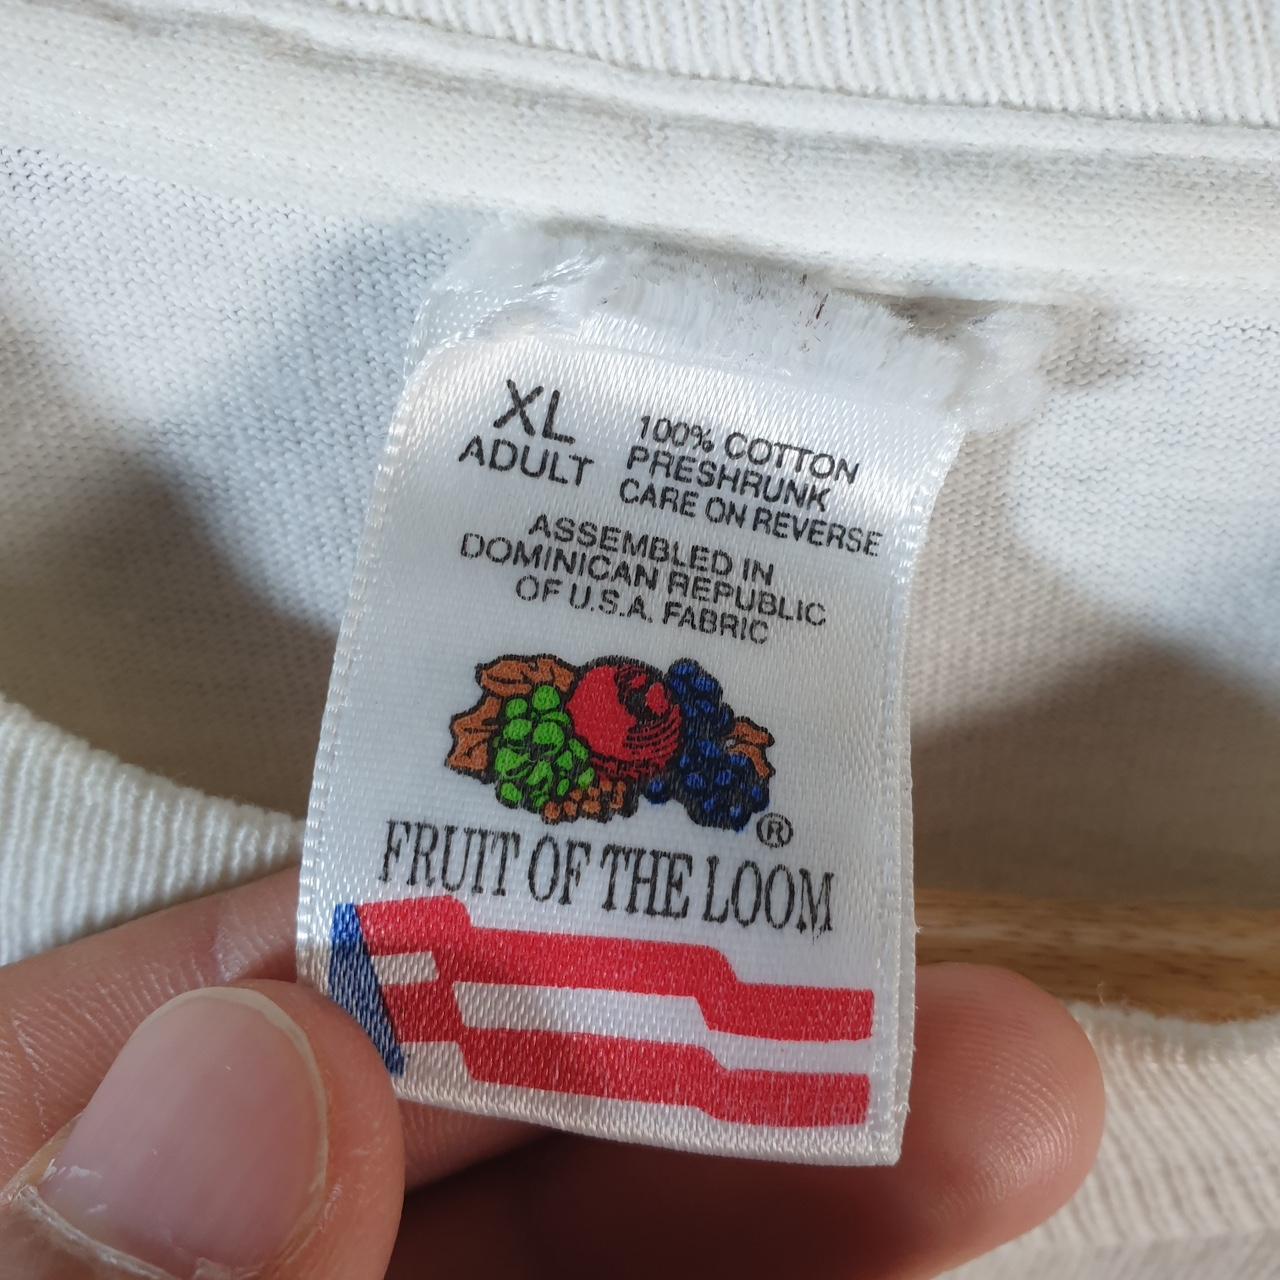 XL
ADULT
100% COTTON
PRESHRUNK
CARE ON REVERSE
ASSEMBLED IN
DOMINICAN REPUBLIC
OF U.S.A. FABRIC
®
FRUIT OF THE LOOM